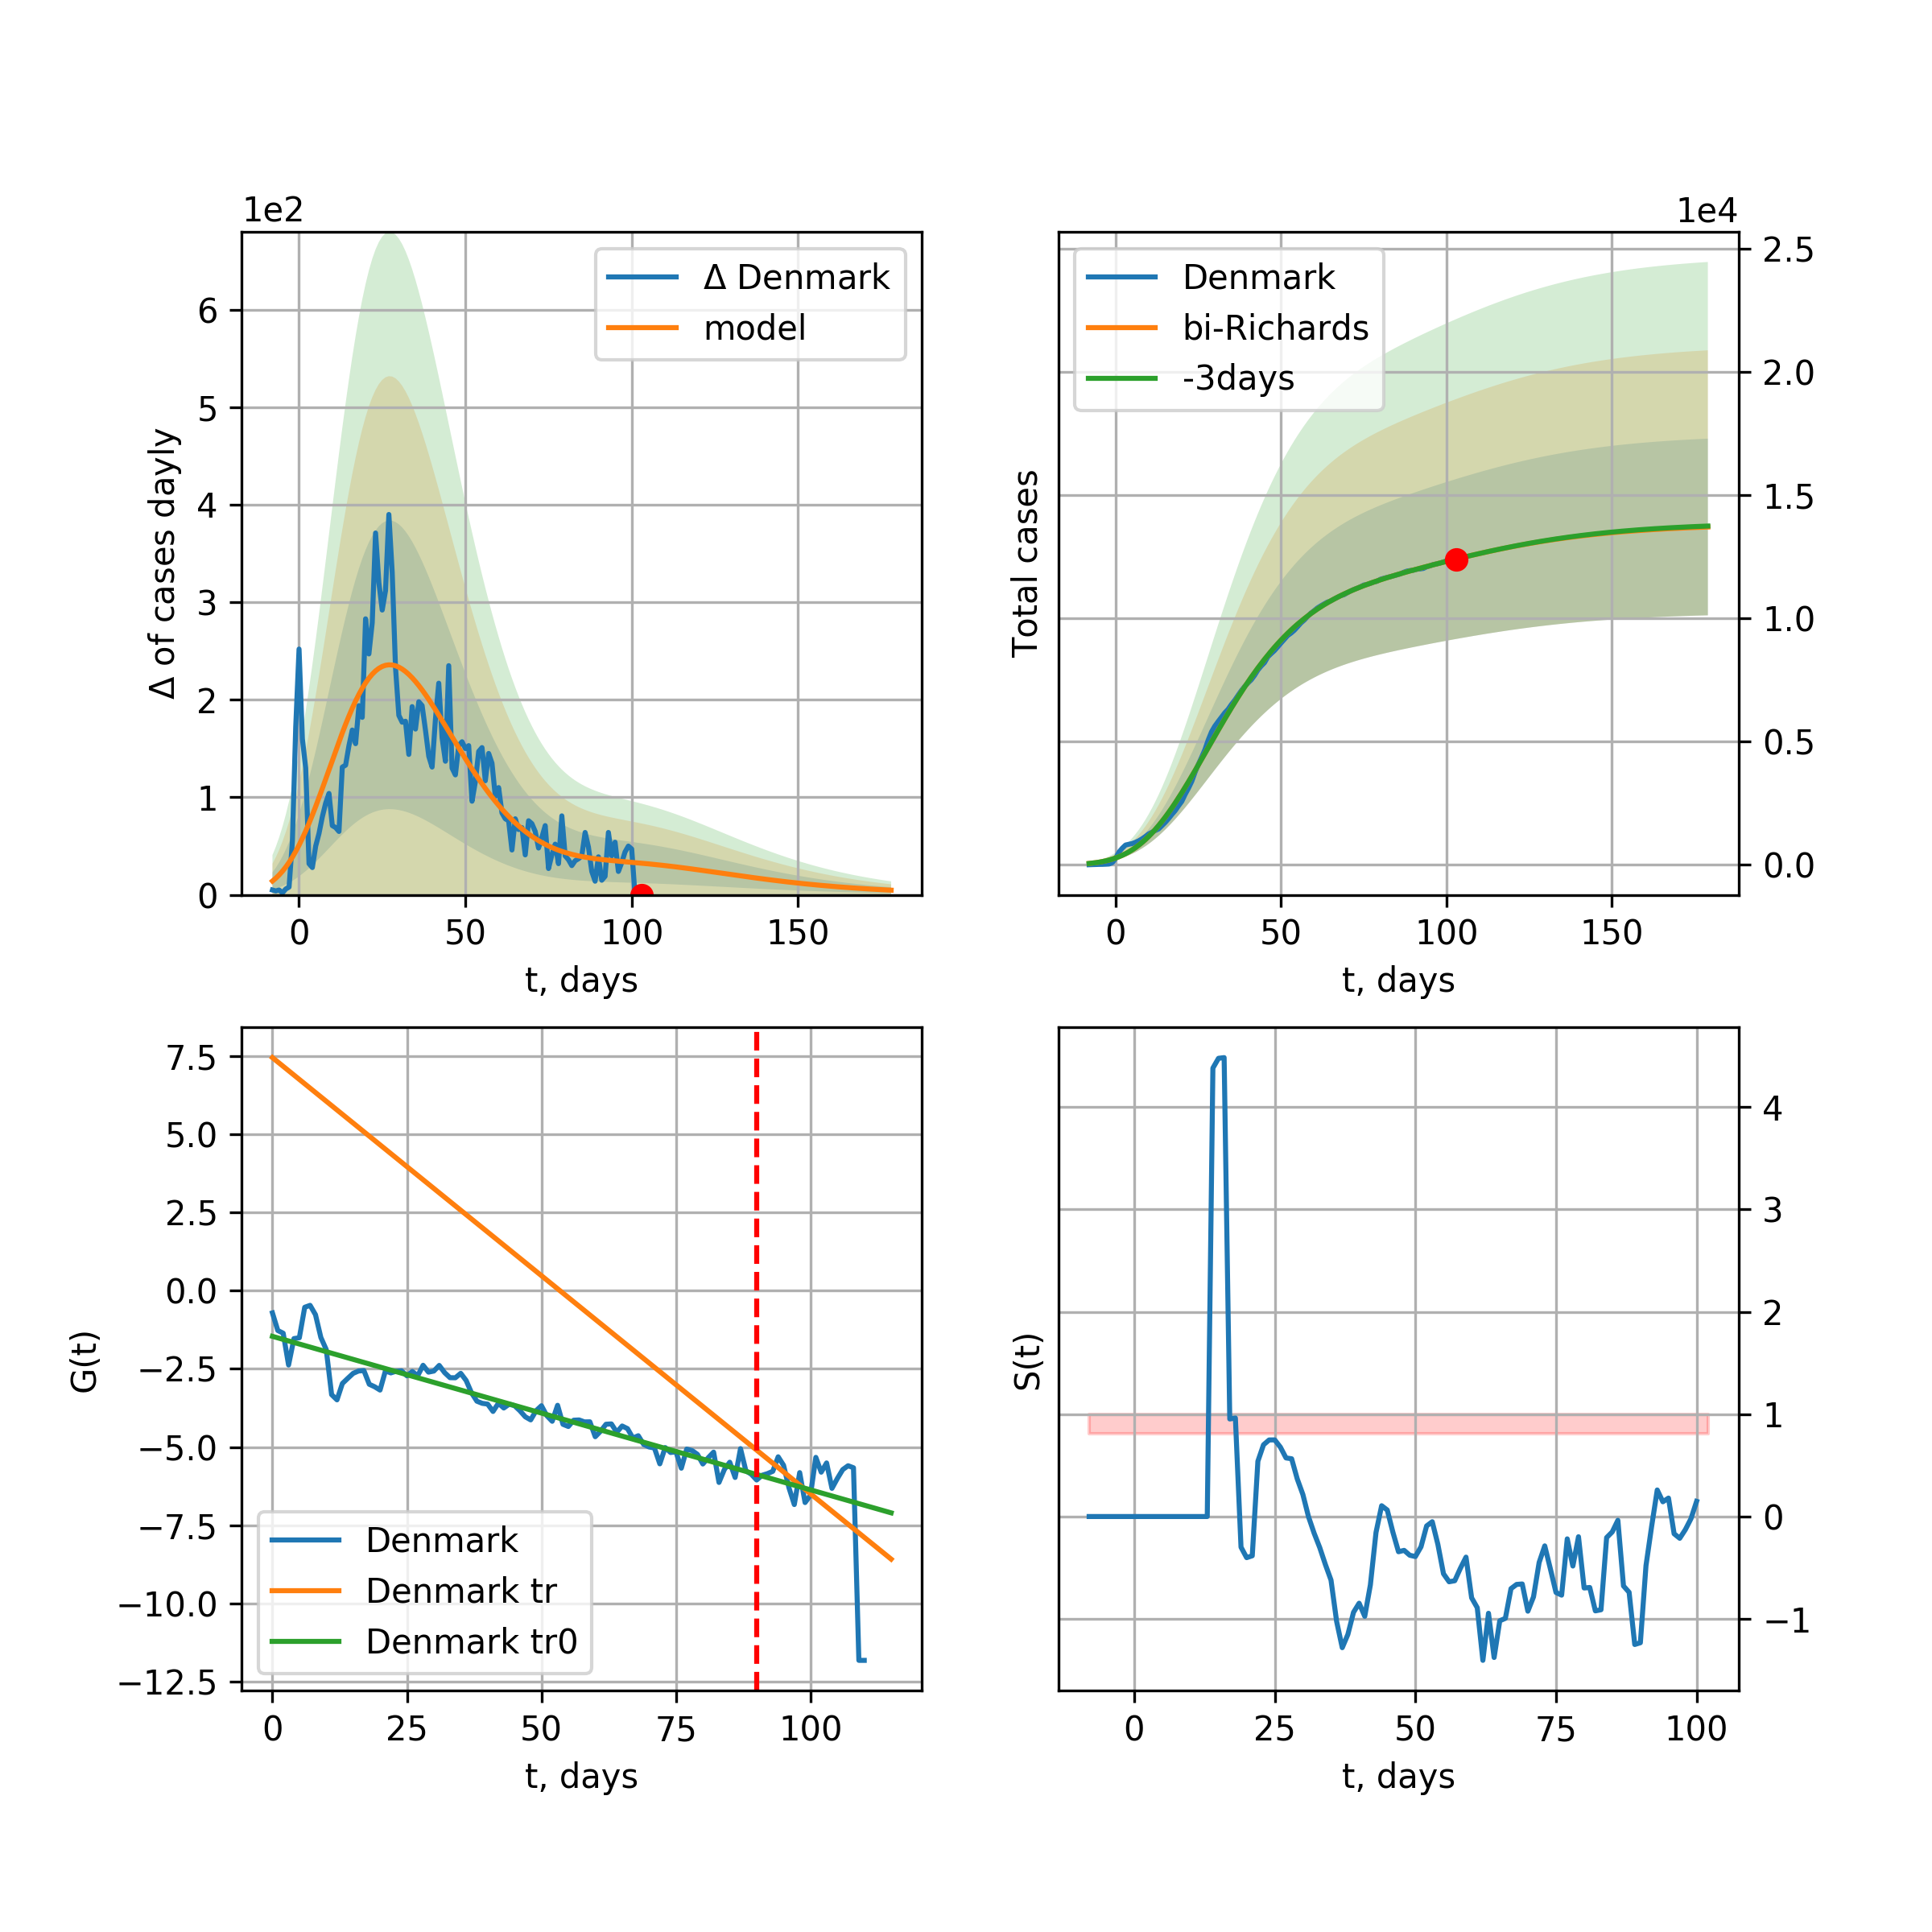 1e2
Δ of cases dayly
6
5
4
3
2
1
0
Δ Denmark
model
0 50 100 150
t, days
1e4
Total cases
Denmark
bi-Richards
-3days
2.5
2.0
1.5
1.0
0.5
0.0
0 50 100 150
t, days
G(t)
7.5
5.0
2.5
0.0
−2.5
−5.0
−7.5
−10.0
−12.5
Denmark
Denmark tr
Denmark tr0
0 25 50 75 100
t, days
S(t)
4
3
2
1
0
−1
0 25 50 75 100
t, days